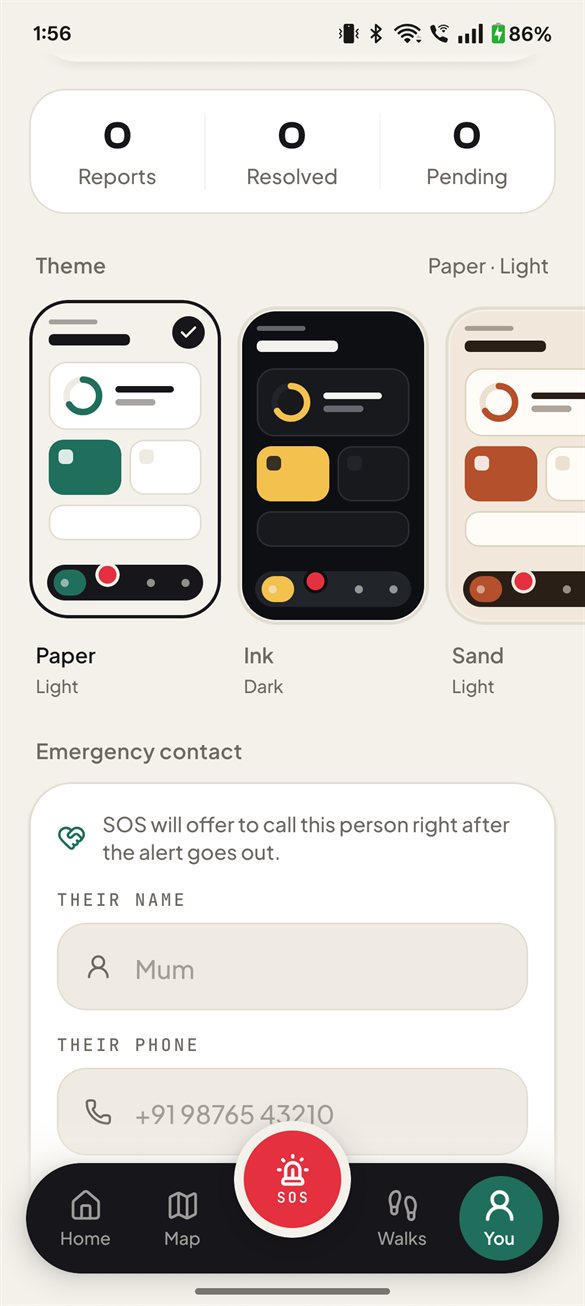 1:56
86%
0 0 0
Reports Resolved Pending
Theme Paper · Light
Paper Ink Sand
Light Dark Light
Emergency contact
SOS will offer to call this person right after
the alert goes out.
THEIR NAME
Mum
THEIR PHONE
+91 98765 43210
SOS
Home Map Walks You